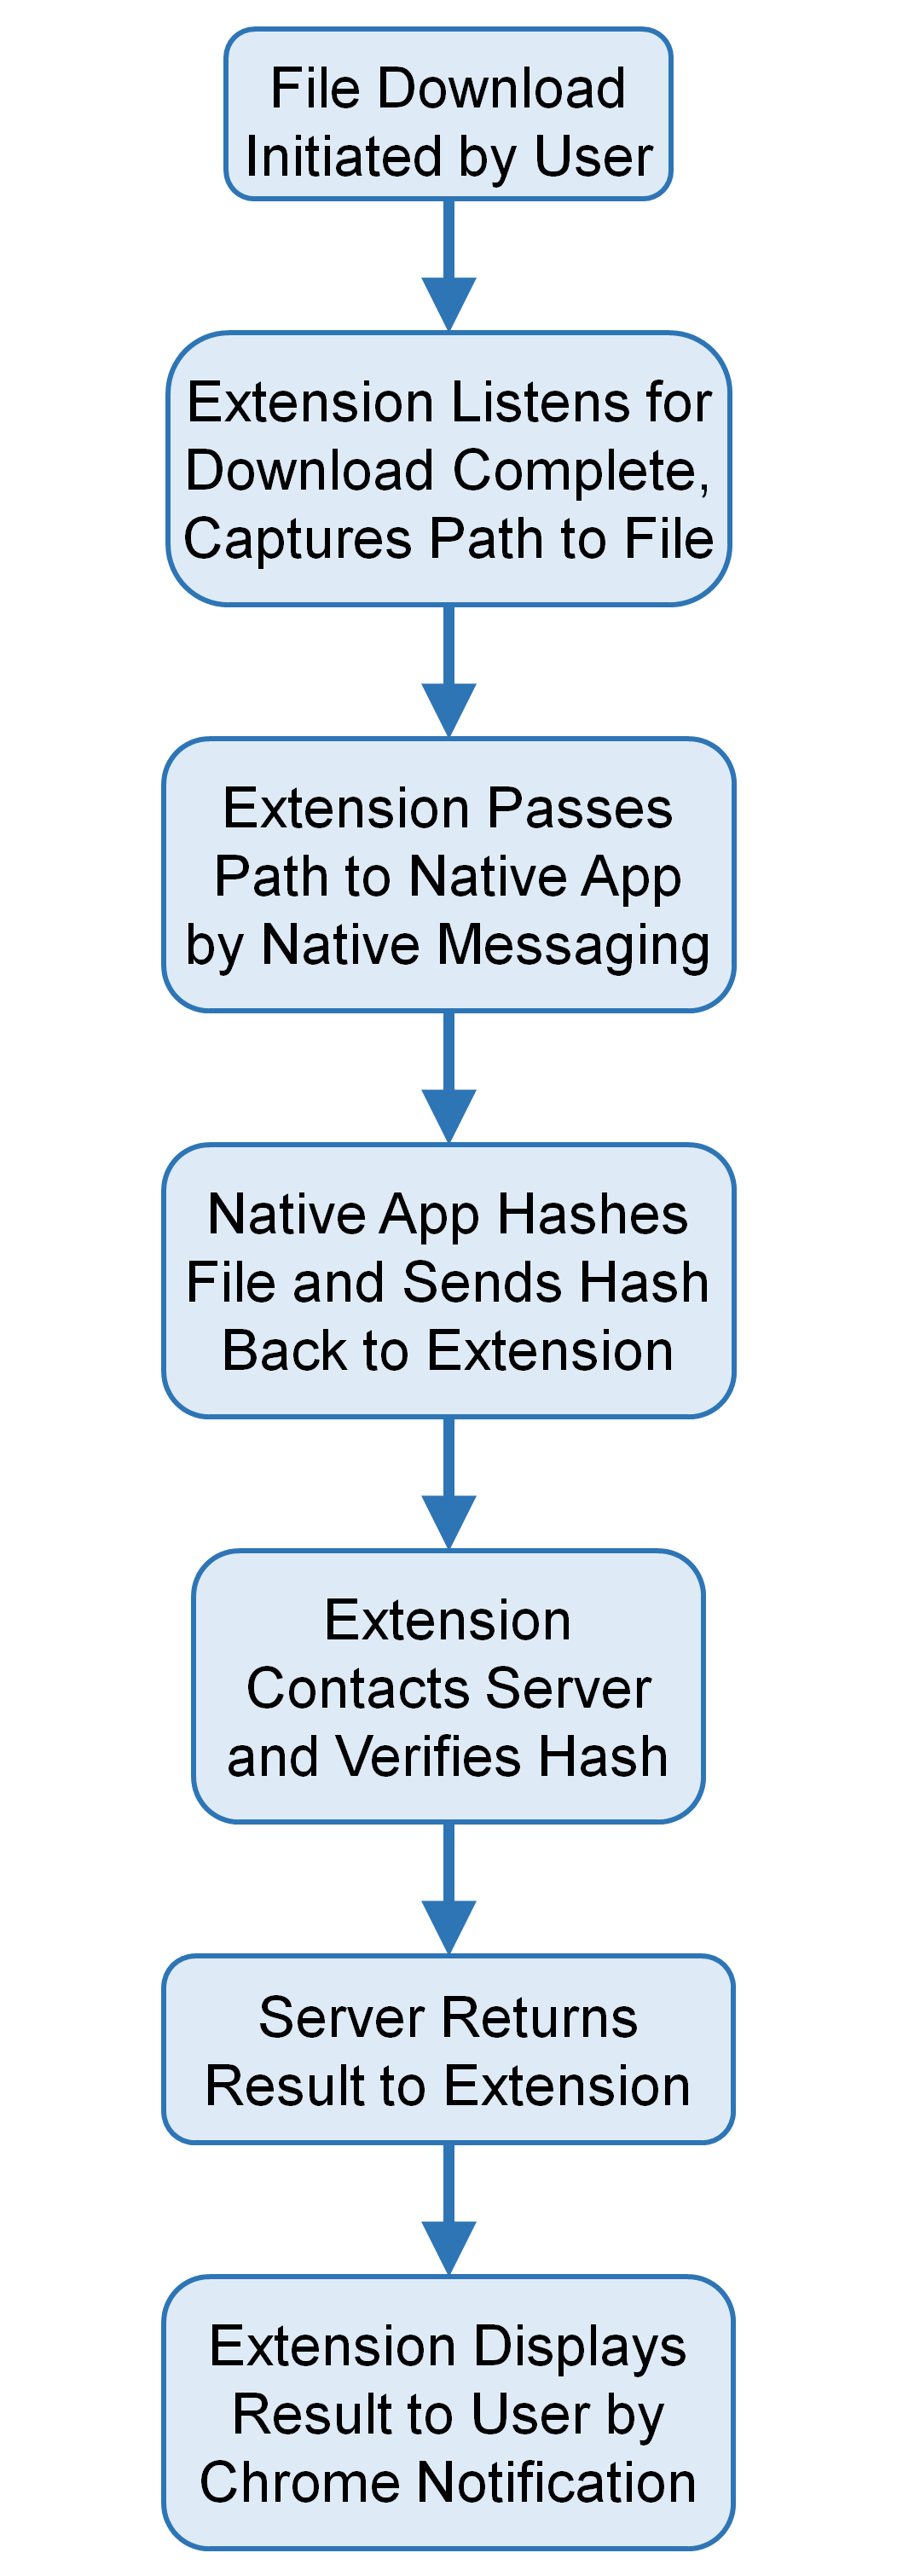 File Download
Initiated by User
Extension Listens for
Download Complete,
Captures Path to File
Extension Passes
Path to Native App
by Native Messaging
Native App Hashes
File and Sends Hash
Back to Extension
Extension
Contacts Server
and Verifies Hash
Server Returns
Result to Extension
Extension Displays
Result to User by
Chrome Notification